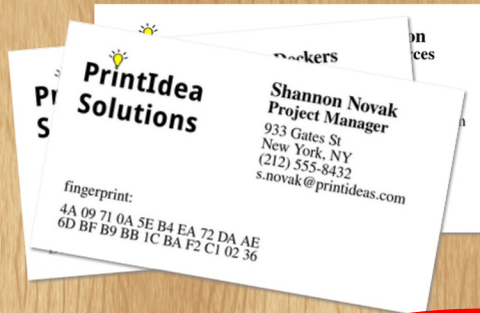 PrintIdea
Solutions
Shannon Novak
Project Manager
933 Gates St
New York, NY
(212) 555-8432
s.novak@printideas.com
fingerprint:
4A 09 71 0A 5E B4 EA 72 DA AE
6D BF B9 BB 1C BA F2 C1 02 36